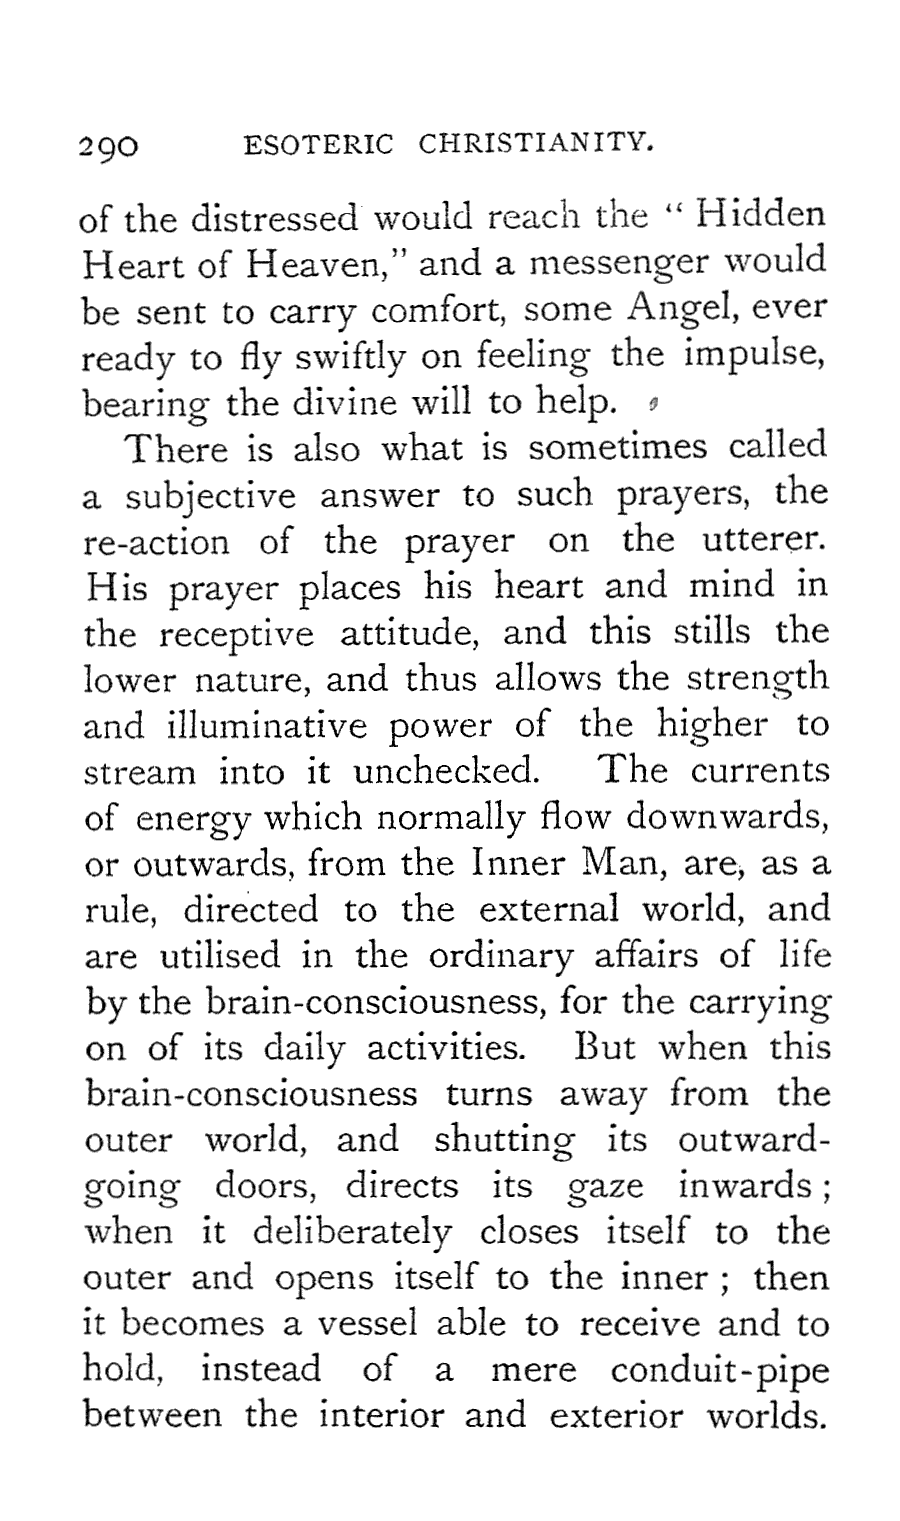 290 ESOTERIC CHRISTIANITY.
of the distressed would reach the “ Hidden
Heart of Heaven,” and a messenger would
be sent to carry comfort, some Angel, ever
ready to fly swiftly on feeling the impulse,
bearing the divine will to help.
There is also what is sometimes called
a subjective answer to such prayers, the
re-action of the prayer on the utterer.
His prayer places his heart and mind in
the receptive attitude, and this stills the
lower nature, and thus allows the strength
and illuminative power of the higher to
stream into it unchecked. The currents
of energy which normally flow downwards,
or outwards, from the Inner Man, are, as a
rule, directed to the external world, and
are utilised in the ordinary affairs of life
by the brain-consciousness, for the carrying
on of its daily activities. But when this
brain-consciousness turns away from the
outer world, and shutting its outward-
going doors, directs its gaze inwards ;
when it deliberately closes itself to the
outer and opens itself to the inner ; then
it becomes a vessel able to receive and to
hold, instead of a mere conduit-pipe
between the interior and exterior worlds.